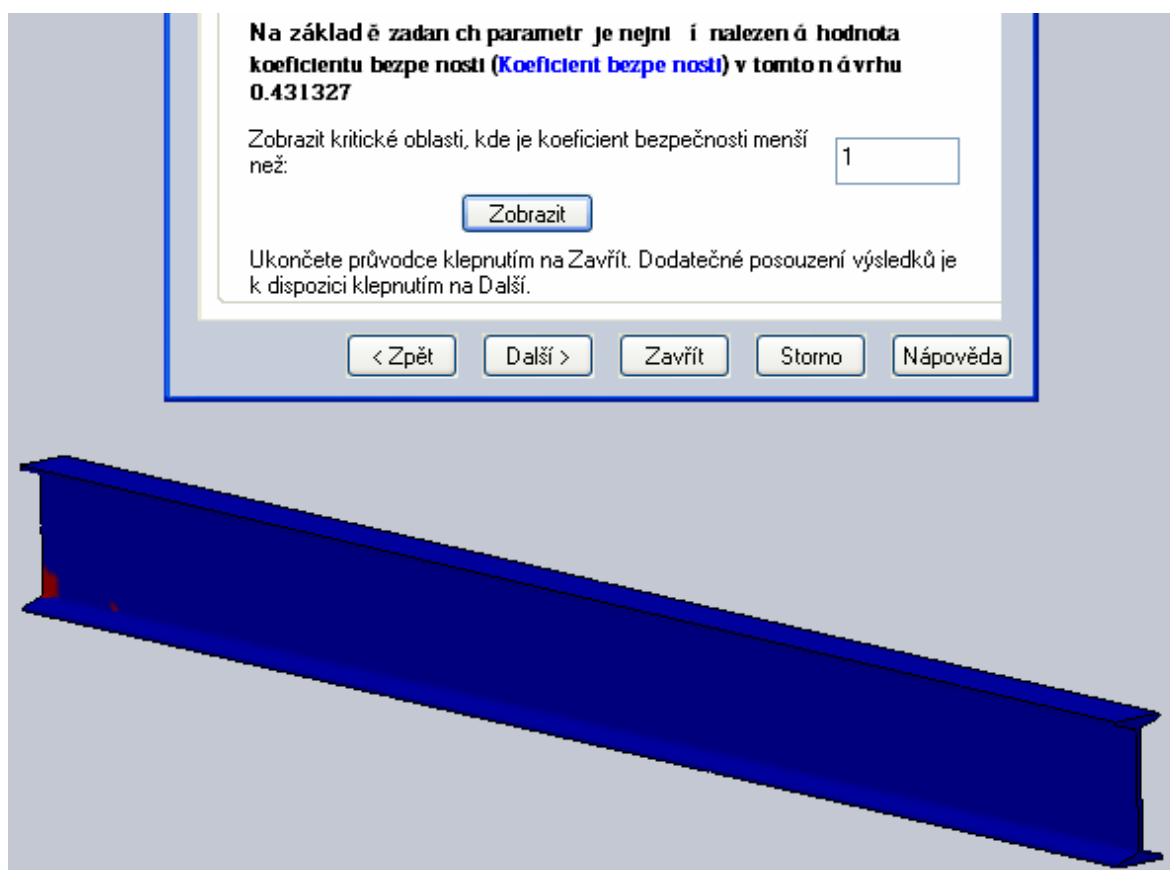 Na základ ě zadan ch parametr je nejni í nalezen á hodnota
koeficientu bezpe nosti (Koeficient bezpe nosti) v tomto n ávrhu
0.431327
Zobrazit kritické oblasti, kde je koeficient bezpečnosti menší
než:
1
Zobrazit
Ukončete průvodce klepnutím na Zavřít. Dodatečné posouzení výsledků je
k dispozici klepnutím na Další.
< Zpět Další > Zavřít Storno Nápověda